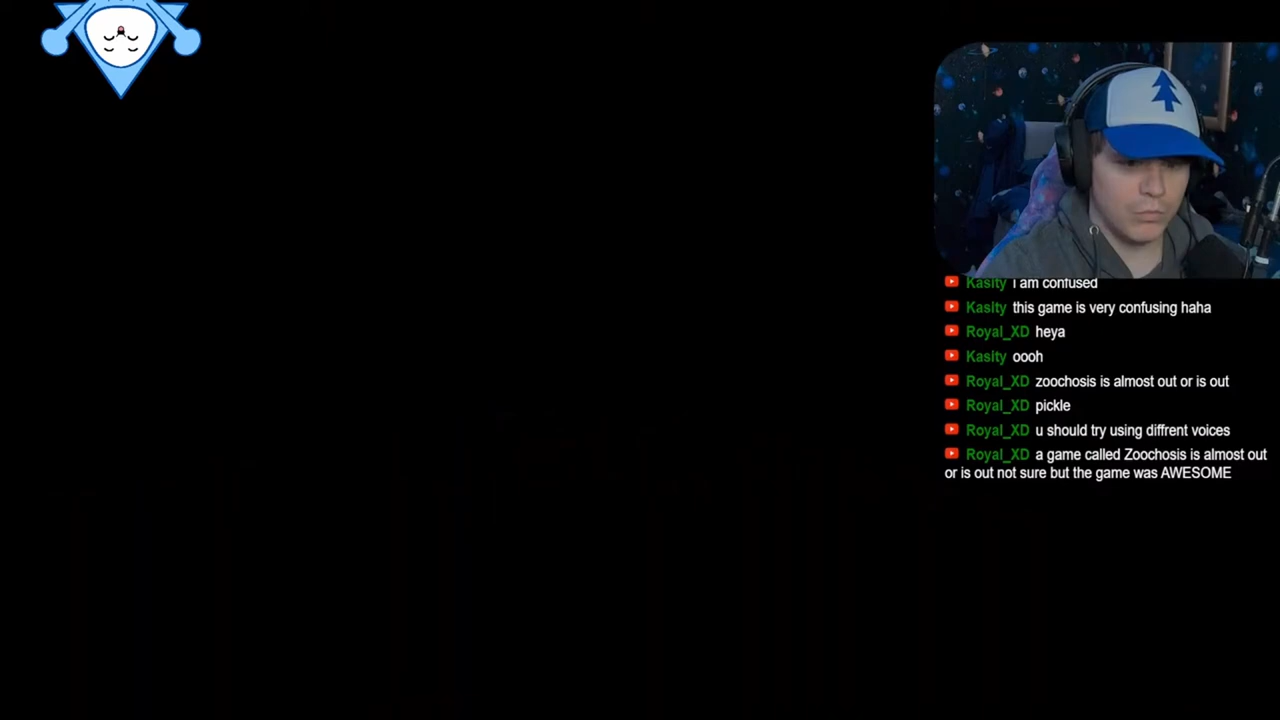 Kasity i am confused
Kasity this game is very confusing haha
Royal_XD heya
Kasity oooh
Royal_XD zoochosis is almost out or is out
Royal_XD pickle
Royal_XD u should try using diffrent voices
Royal_XD a game called Zoochosis is almost out
or is out not sure but the game was AWESOME